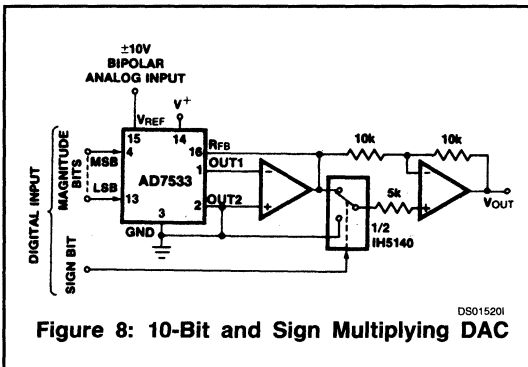 ±10V
BIPOLAR
ANALOG INPUT
V+
VREF
15
14
16
RFB
10k
10k
DIGITAL INPUT
MAGNITUDE
BITS
MSB
4
OUT1
1
-
-
AD7533
LSB
13
2
OUT2
+
5k
+
VOUT
3
GND
1/2
IH5140
SIGN BIT
DS01520I
Figure 8: 10-Bit and Sign Multiplying DAC